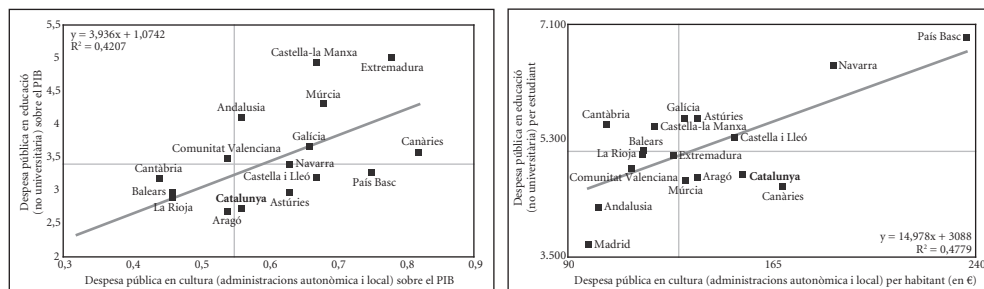 5,5
5
4,5
4
3,5
3
2,5
2
0,3
0,4
0,5
0,6
0,7
0,8
0,9
y = 3,936x + 1,0742
R² = 0,4207
Castella-la Manxa
Extremadura
Múrcia
Andalusia
Galícia
Canàries
Comunitat Valenciana
Navarra
Cantàbria
Castella i Lleó
País Basc
Balears
La Rioja
Catalunya
Astúries
Aragó
Despesa pública en educació
(no universitària) sobre el PIB
Despesa pública en cultura (administracions autonòmica i local) sobre el PIB
7.100
5.300
3.500
90
165
240
País Basc
Navarra
Galícia
Astúries
Cantàbria
Castella-la Manxa
Castella i Lleó
Balears
La Rioja
Extremadura
Comunitat Valenciana
Aragó
Catalunya
Múrcia
Canàries
Andalusia
Madrid
y = 14,978x + 3088
R² = 0,4779
Despesa pública en educació
(no universitària) per estudiant
Despesa pública en cultura (administracions autonòmica i local) per habitant (en €)